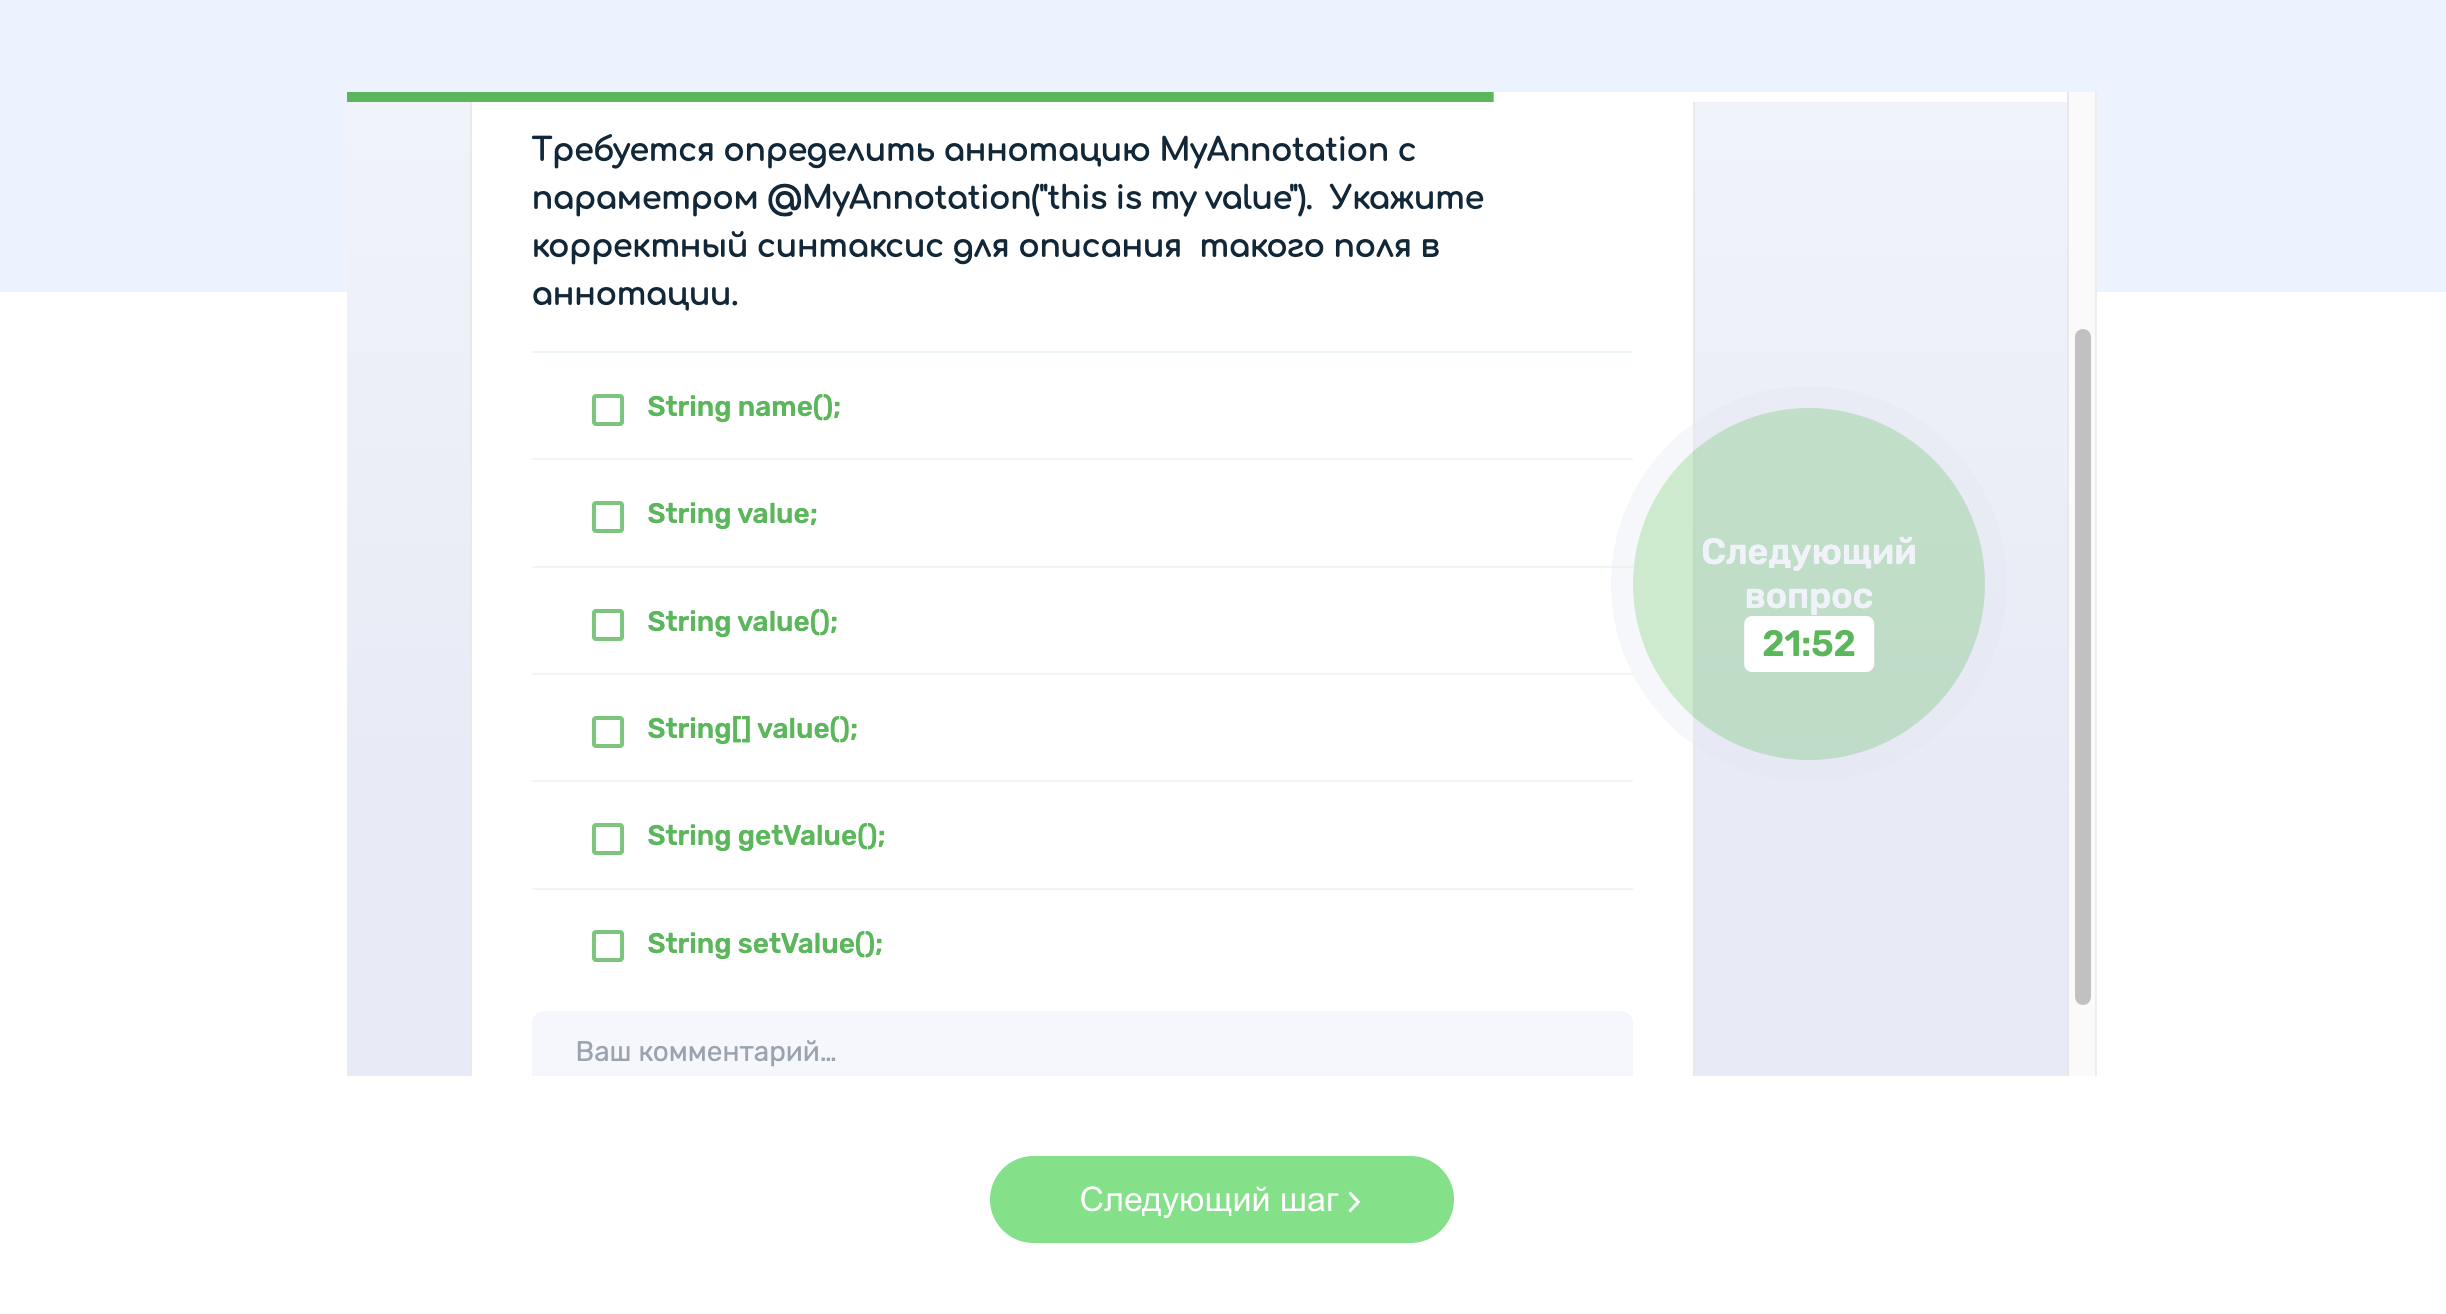 Требуется определить аннотацию MyAnnotation с
параметром @MyAnnotation("this is my value").  Укажите
корректный синтаксис для описания  такого поля в
аннотации.
String name();
String value;
String value();
String[] value();
String getValue();
String setValue();
Следующий
вопрос
21:52
Ваш комментарий...
Следующий шаг >